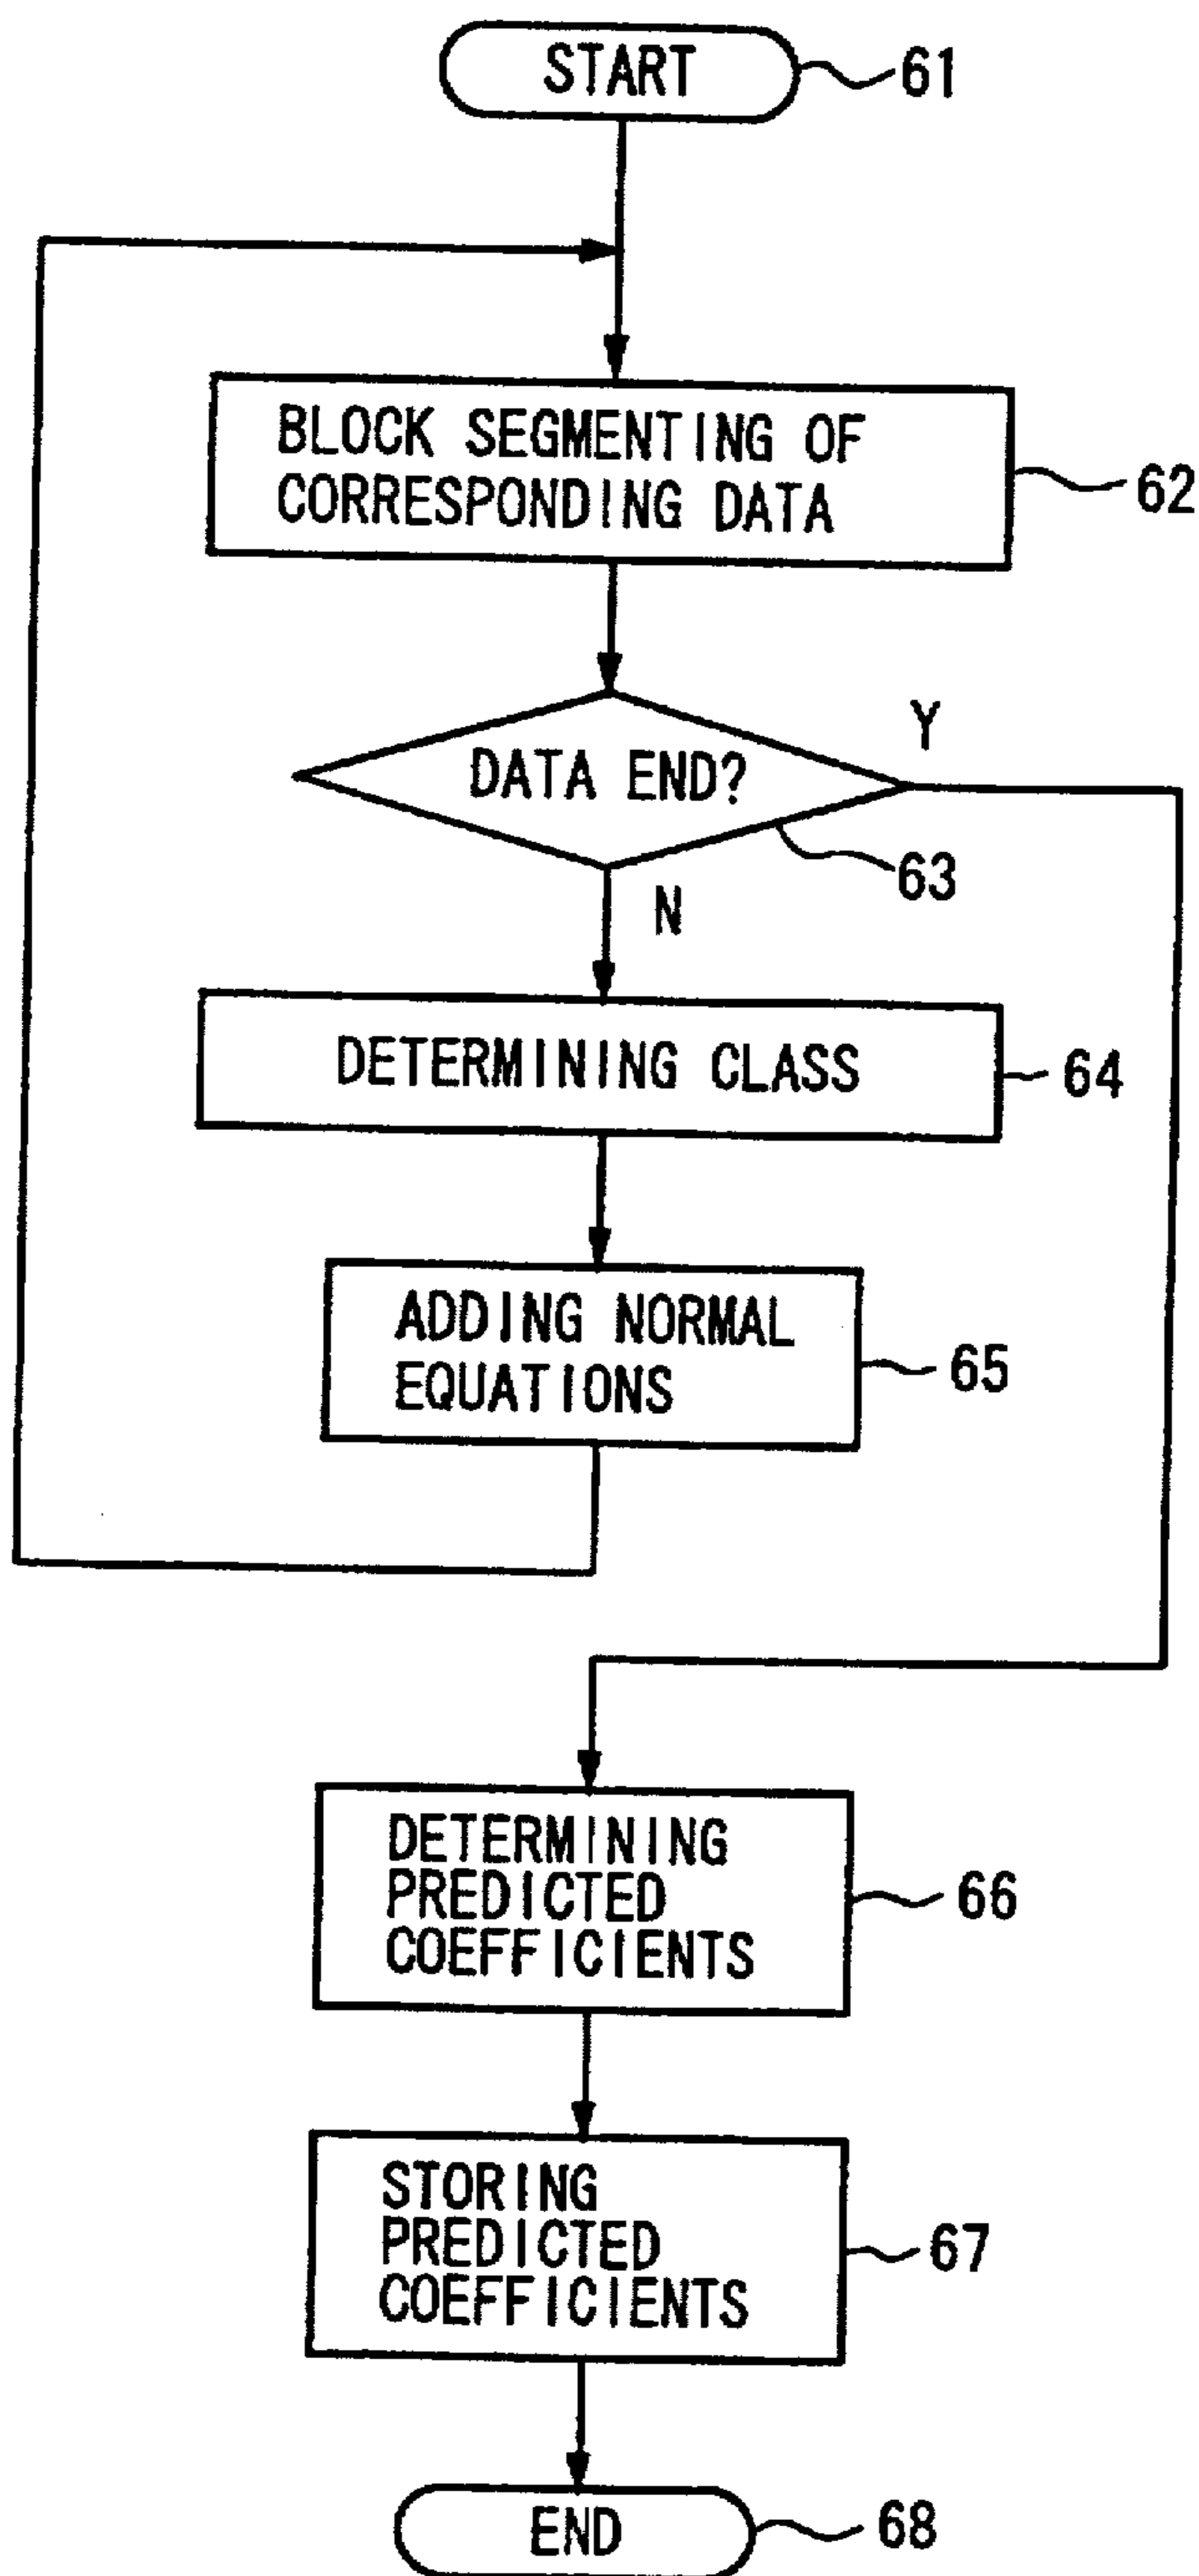 START
61
BLOCK SEGMENTING OF
CORRESPONDING DATA
62
DATA END?
Y
63
N
DETERMINING CLASS
64
ADDING NORMAL
EQUATIONS
65
DETERMINING
PREDICTED
COEFFICIENTS
66
STORING
PREDICTED
COEFFICIENTS
67
END
68